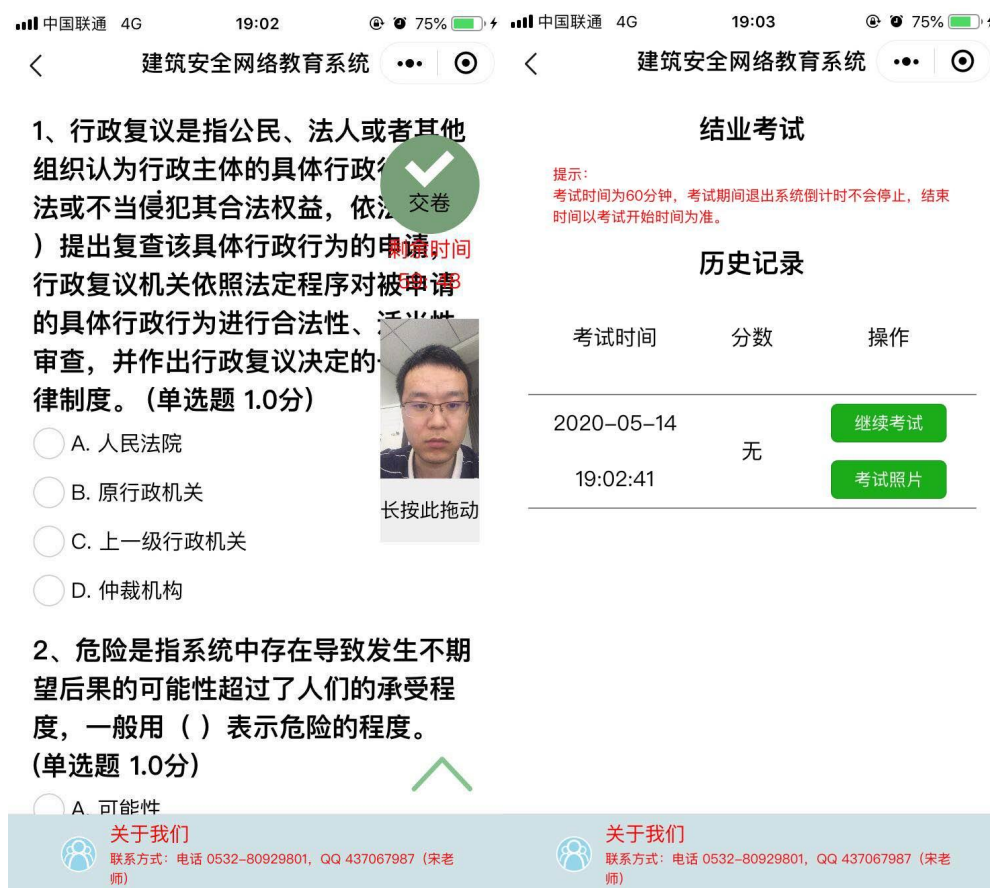 中国联通 4G 19:02 75%
建筑安全网络教育系统
1、行政复议是指公民、法人或者其他
组织认为行政主体的具体行政
法或不当侵犯其合法权益，依
）提出复查该具体行政行为的申请，
行政复议机关依照法定程序对被申请
的具体行政行为进行合法性、适当性
审查，并作出行政复议决定的
律制度。（单选题 1.0分）
交卷
剩余时间
59:48
A. 人民法院
B. 原行政机关
C. 上一级行政机关
D. 仲裁机构
长按此拖动
2、危险是指系统中存在导致发生不期
望后果的可能性超过了人们的承受程
度，一般用（ ）表示危险的程度。
(单选题 1.0分)
A. 可能性
关于我们
联系方式：电话 0532-80929801，QQ 437067987（宋老
师）
中国联通 4G 19:03 75%
建筑安全网络教育系统
结业考试
提示：
考试时间为60分钟，考试期间退出系统倒计时不会停止，结束
时间以考试开始时间为准。
历史记录
考试时间 分数 操作
2020-05-14
19:02:41
无
继续考试
考试照片
关于我们
联系方式：电话 0532-80929801，QQ 437067987（宋老
师）